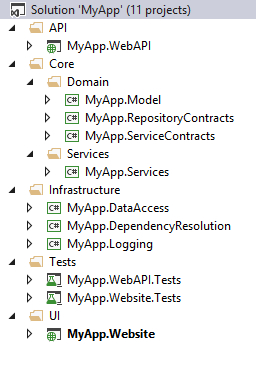 Solution 'MyApp' (11 projects)
API
MyApp.WebAPI
Core
Domain
C# MyApp.Model
C# MyApp.RepositoryContracts
C# MyApp.ServiceContracts
Services
C# MyApp.Services
Infrastructure
C# MyApp.DataAccess
C# MyApp.DependencyResolution
C# MyApp.Logging
Tests
MyApp.WebAPI.Tests
MyApp.Website.Tests
UI
MyApp.Website